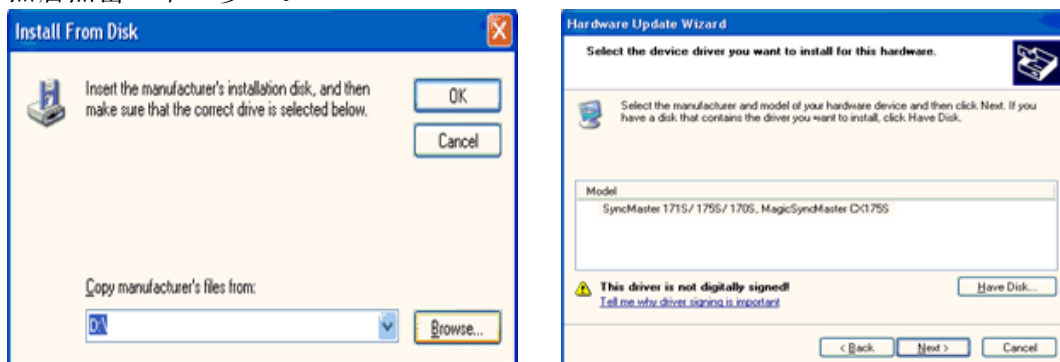 Install From Disk
Insert the manufacturer's installation disk, and then
make sure that the correct drive is selected below.
OK
Cancel
Copy manufacturer's files from:
D:\
Browse...
Hardware Update Wizard
Select the device driver you want to install for this hardware.
Select the manufacturer and model of your hardware device and then click Next. If you
have a disk that contains the driver you want to install, click Have Disk.
Model
SyncMaster 171S/ 175S/ 170S, MagicSyncMaster CX175S
This driver is not digitally signed!
Tell me why driver signing is important
Have Disk...
< Back
Next >
Cancel